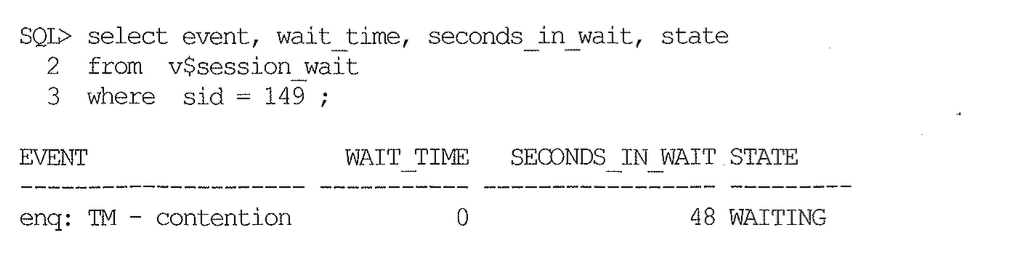 SQL> select event, wait_time, seconds_in_wait, state
2 from v$session_wait
3 where sid = 149 ;
EVENT WAIT_TIME SECONDS_IN_WAIT STATE
--------------------- ----------- ----------------- ---------
enq: TM - contention 0 48 WAITING